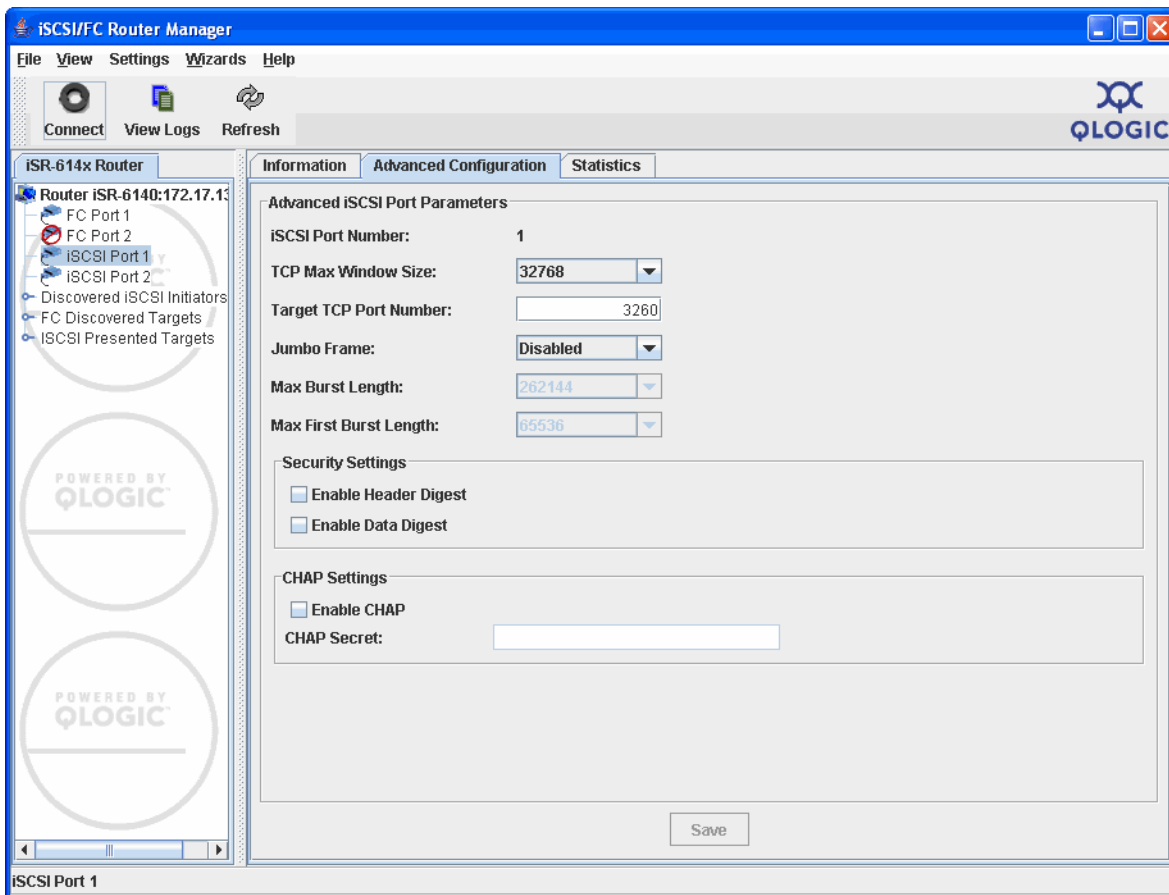 iSCSI/FC Router Manager
File View Settings Wizards Help
Connect View Logs Refresh
QLOGIC
iSR-614x Router
Information Advanced Configuration Statistics
Router iSR-6140:172.17.13
FC Port 1
FC Port 2
iSCSI Port 1
iSCSI Port 2
Discovered iSCSI Initiators
FC Discovered Targets
ISCSI Presented Targets
POWERED BY
QLOGIC
POWERED BY
QLOGIC
Advanced iSCSI Port Parameters
iSCSI Port Number: 1
TCP Max Window Size: 32768
Target TCP Port Number: 3260
Jumbo Frame: Disabled
Max Burst Length: 262144
Max First Burst Length: 65536
Security Settings
Enable Header Digest
Enable Data Digest
CHAP Settings
Enable CHAP
CHAP Secret:
Save
iSCSI Port 1